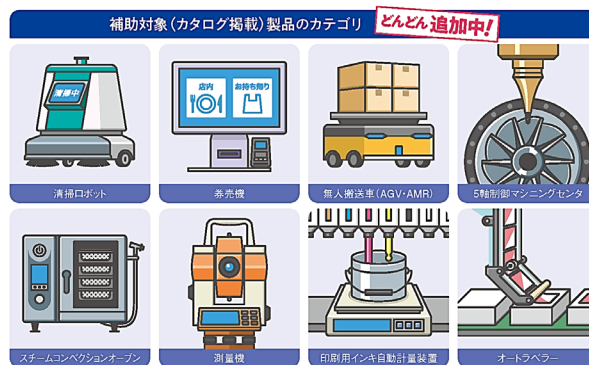 補助対象（カタログ掲載）製品のカテゴリ どんどん追加中！
清掃中
清掃ロボット
店内 お持ち帰り
券売機
無人搬送車（AGV・AMR）
5軸制御マシニングセンタ
スチームコンベクションオーブン
測量機
印刷用インキ自動計量装置
オートラベラー